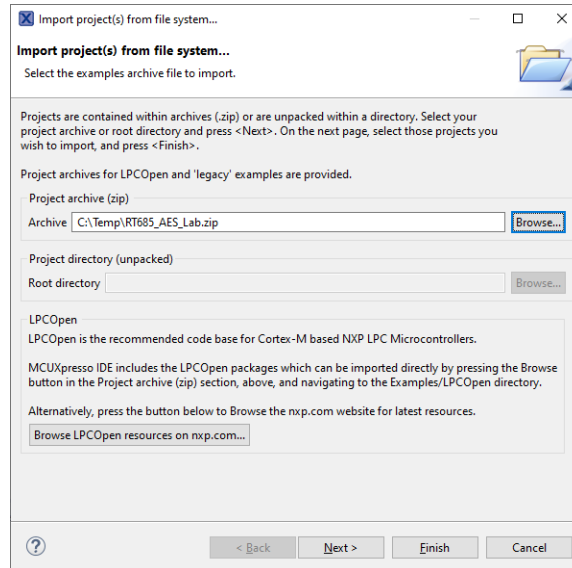 Import project(s) from file system...
Import project(s) from file system...
Select the examples archive file to import.
Projects are contained within archives (.zip) or are unpacked within a directory. Select your
project archive or root directory and press <Next>. On the next page, select those projects you
wish to import, and press <Finish>.
Project archives for LPCOpen and 'legacy' examples are provided.
Project archive (zip)
Archive C:\Temp\RT685_AES_Lab.zip Browse...
Project directory (unpacked)
Root directory Browse...
LPCOpen
LPCOpen is the recommended code base for Cortex-M based NXP LPC Microcontrollers.
MCUXpresso IDE includes the LPCOpen packages which can be imported directly by pressing the Browse
button in the Project archive (zip) section, above, and navigating to the Examples/LPCOpen directory.
Alternatively, press the button below to Browse the nxp.com website for latest resources.
Browse LPCOpen resources on nxp.com...
? < Back Next > Finish Cancel